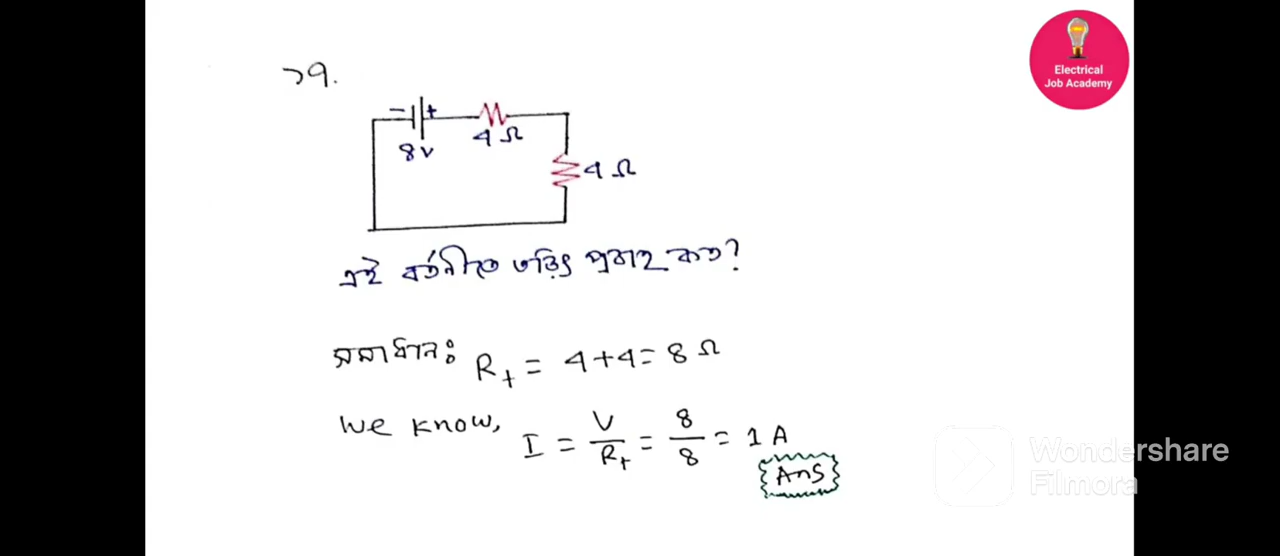 ১৭.
Electrical
Job Academy
- +
8V
4 Ω
4 Ω
এই বর্তনীতে তড়িৎ প্রবাহ কত?
সমাধান: Rt = 4+4= 8 Ω
We know, I = V/Rt = 8/8 = 1 A
Ans
Wondershare
Filmora